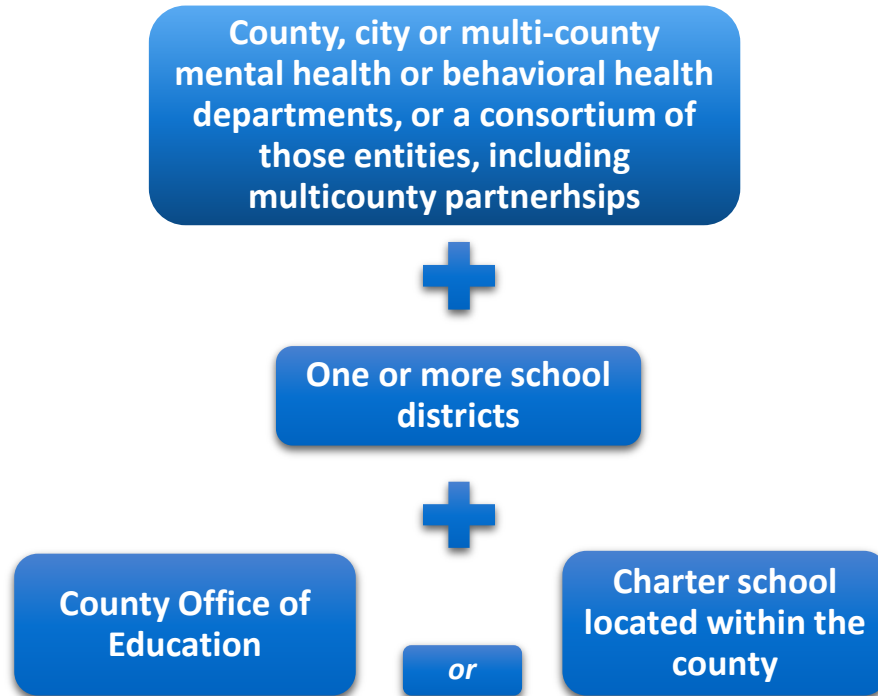 County, city or multi-county
mental health or behavioral health
departments, or a consortium of
those entities, including
multicounty partnerhsips
One or more school
districts
County Office of
Education
or
Charter school
located within the
county